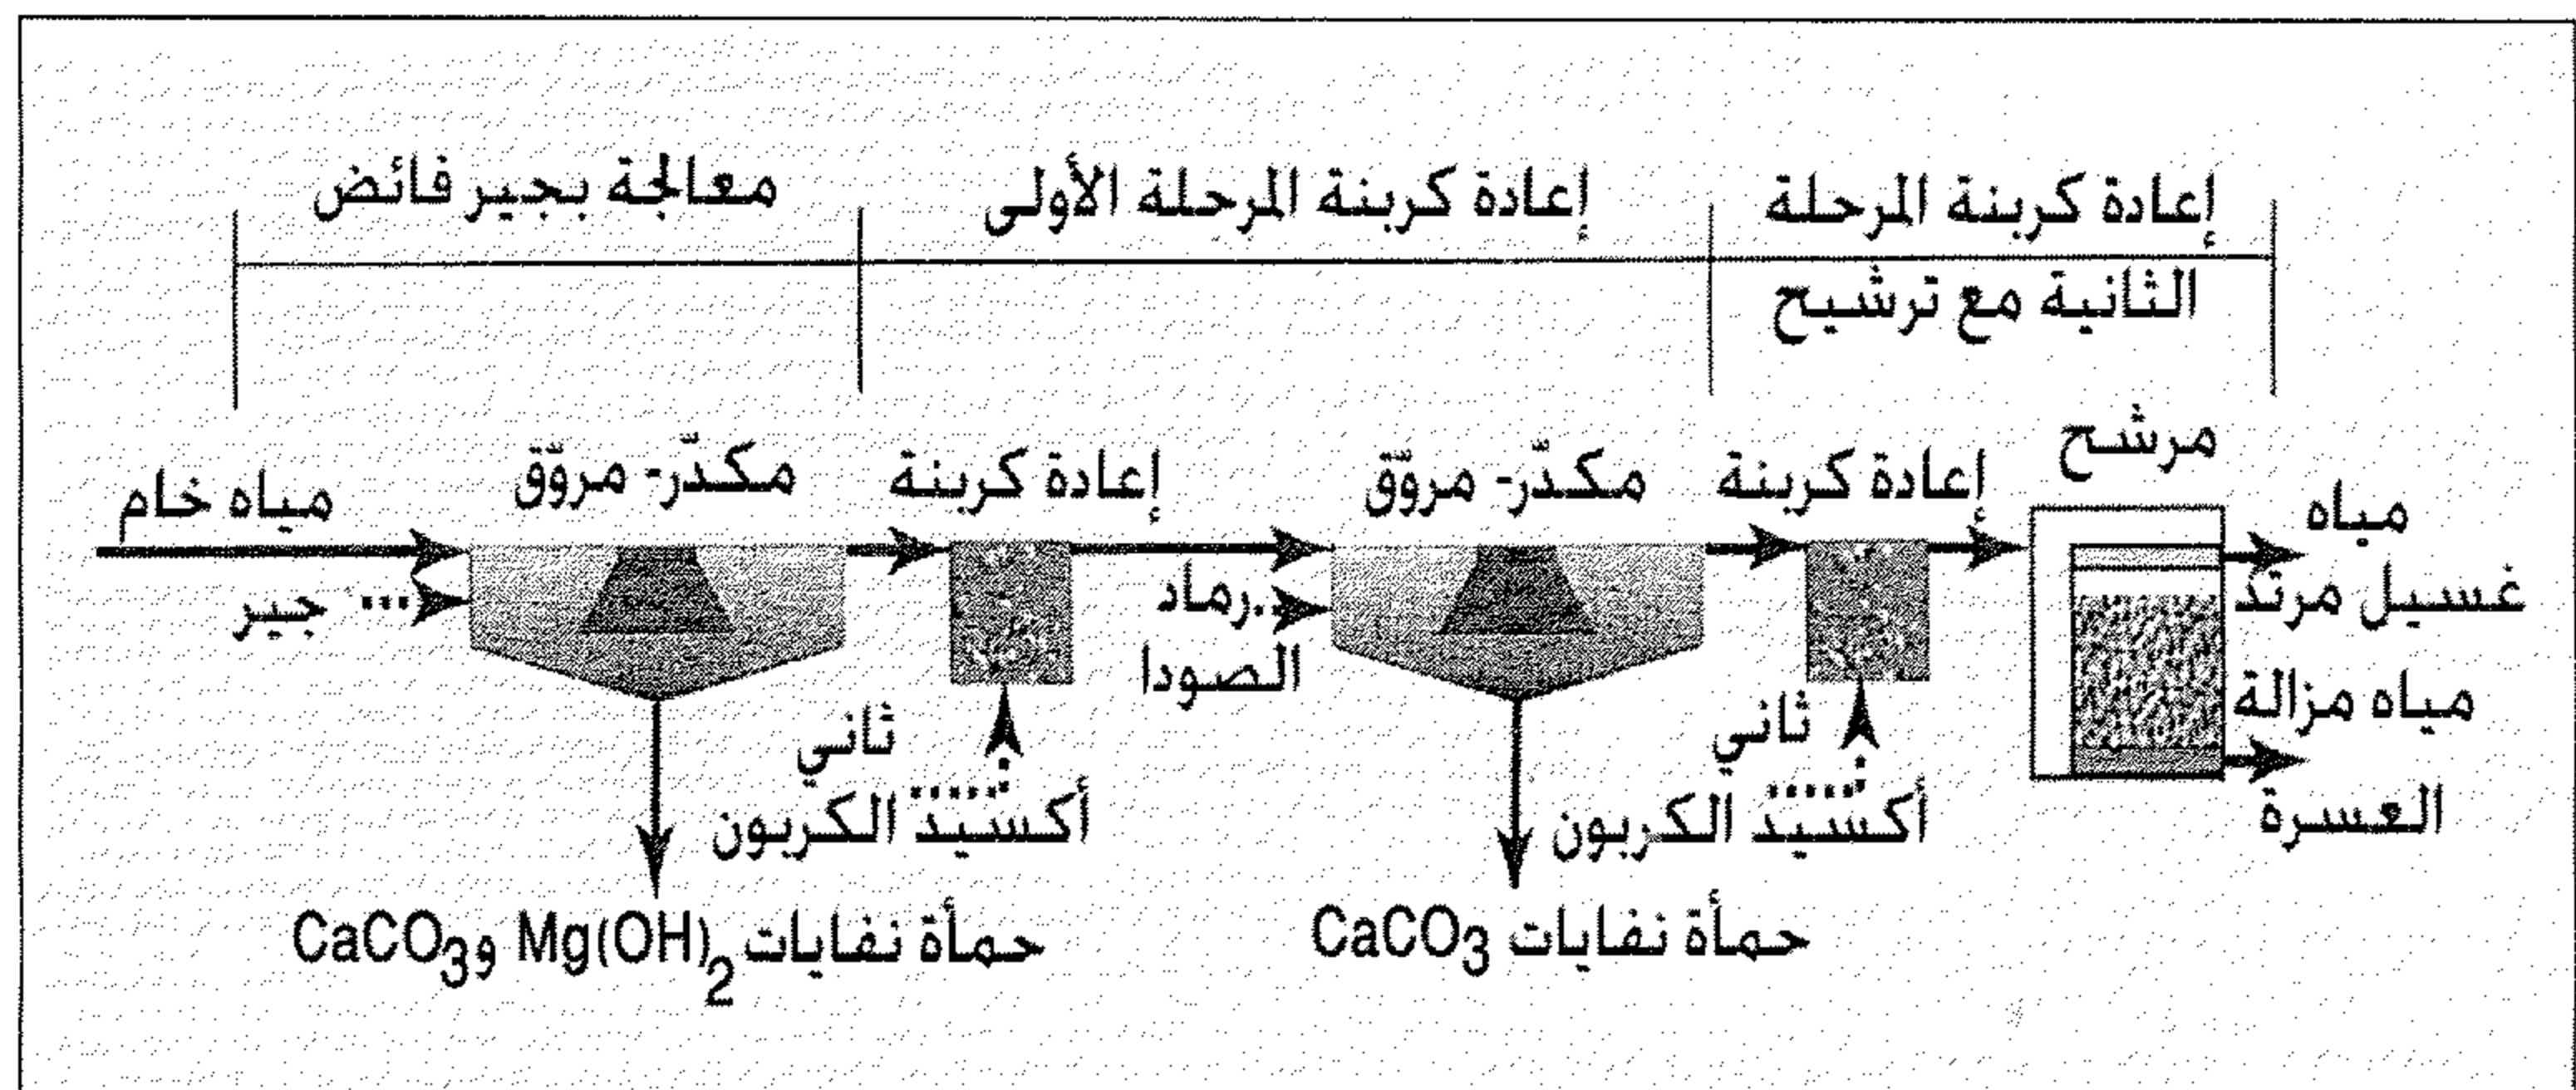 معالجة بجير فائض
إعادة كربنة المرحلة الأولى
إعادة كربنة المرحلة
الثانية مع ترشيح
مياه خام
جير
مكدّر- مروّق
إعادة كربنة
رماد
الصودا
مكدّر- مروّق
إعادة كربنة
مرشح
مياه
غسيل مرتد
مياه مزالة
العسرة
ثاني
أكسيد الكربون
ثاني
أكسيد الكربون
حمأة نفايات Mg(OH)2 وCaCO3
حمأة نفايات CaCO3